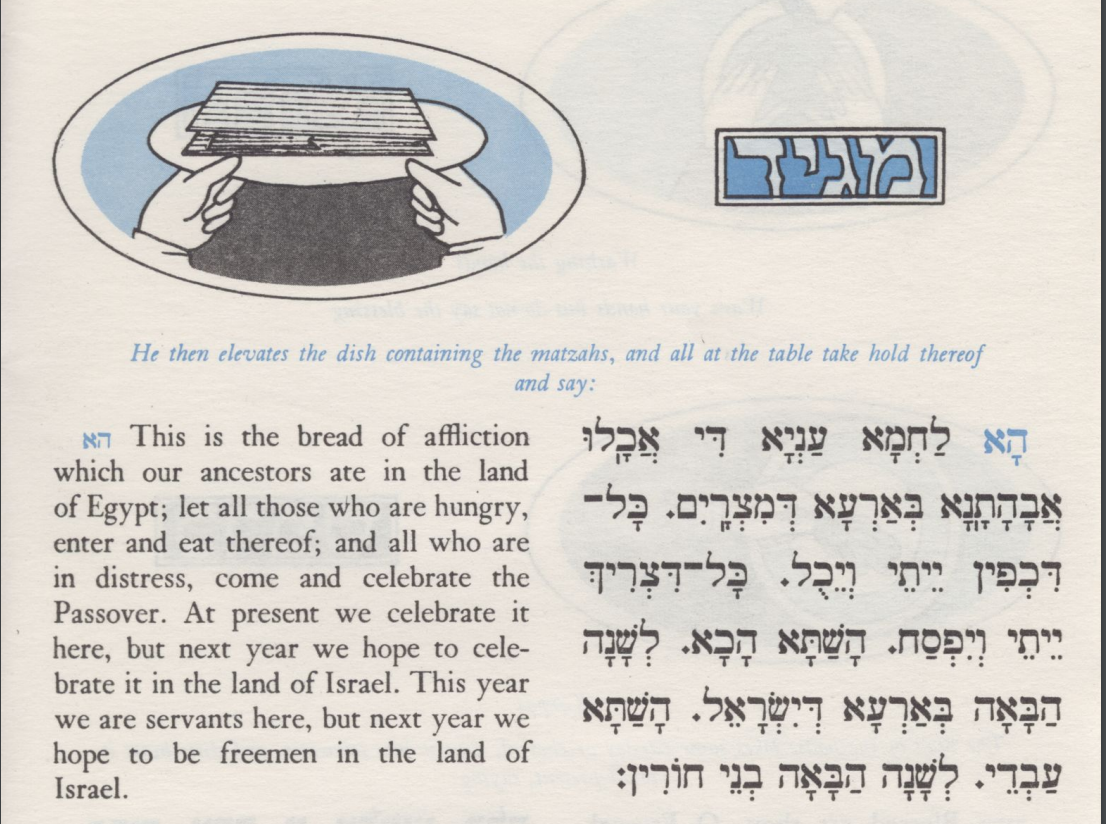 מגיד
He then elevates the dish containing the matzahs, and all at the table take hold thereof
and say:
הא This is the bread of affliction
which our ancestors ate in the land
of Egypt; let all those who are hungry,
enter and eat thereof; and all who are
in distress, come and celebrate the
Passover. At present we celebrate it
here, but next year we hope to cele-
brate it in the land of Israel. This year
we are servants here, but next year we
hope to be freemen in the land of
Israel.
הָא לַחְמָא עַנְיָא דִּי אֲכָלוּ
אֲבָהָתָנָא בְּאַרְעָא דְּמִצְרָיִם. כָּל־
דִּכְפִין יֵיתֵי וְיֵכֻל. כָּל־דִּצְרִיךְ
יֵיתֵי וְיִפְסַח. הָשַׁתָּא הָכָא. לְשָׁנָה
הַבָּאָה בְּאַרְעָא דְּיִשְׂרָאֵל. הָשַׁתָּא
עַבְדֵי. לְשָׁנָה הַבָּאָה בְּנֵי חוֹרִין: